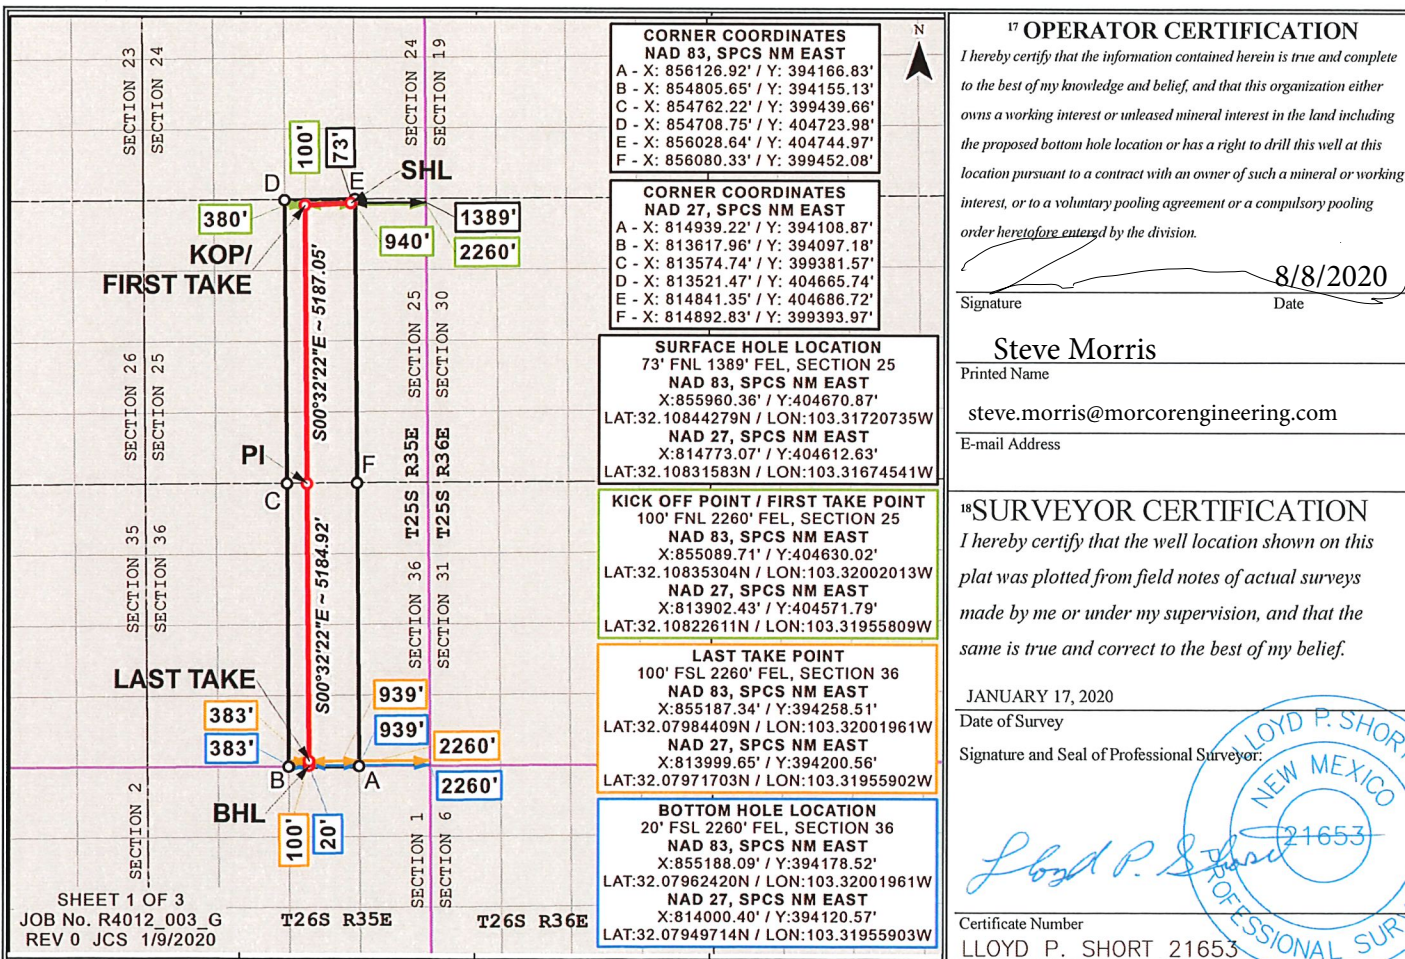 SECTION 23
SECTION 24
SECTION 24
SECTION 19
N
100'
73'
SHL
D
E
380'
1389'
940'
2260'
KOP/
FIRST TAKE
S00°32'22"E ~ 5187.05'
SECTION 26
SECTION 25
SECTION 25
SECTION 30
T25S R35E
T25S R36E
PI
C
F
SECTION 35
SECTION 36
SECTION 36
SECTION 31
S00°32'22"E ~ 5184.92'
LAST TAKE
383'
383'
939'
939'
2260'
2260'
B
A
BHL
100'
20'
SECTION 2
SECTION 1
SECTION 6
SHEET 1 OF 3
JOB No. R4012_003_G
REV 0 JCS 1/9/2020
T26S R35E
T26S R36E
CORNER COORDINATES
NAD 83, SPCS NM EAST
A - X: 856126.92' / Y: 394166.83'
B - X: 854805.65' / Y: 394155.13'
C - X: 854762.22' / Y: 399439.66'
D - X: 854708.75' / Y: 404723.98'
E - X: 856028.64' / Y: 404744.97'
F - X: 856080.33' / Y: 399452.08'
CORNER COORDINATES
NAD 27, SPCS NM EAST
A - X: 814939.22' / Y: 394108.87'
B - X: 813617.96' / Y: 394097.18'
C - X: 813574.74' / Y: 399381.57'
D - X: 813521.47' / Y: 404665.74'
E - X: 814841.35' / Y: 404686.72'
F - X: 814892.83' / Y: 399393.97'
SURFACE HOLE LOCATION
73' FNL 1389' FEL, SECTION 25
NAD 83, SPCS NM EAST
X:855960.36' / Y:404670.87'
LAT:32.10844279N / LON:103.31720735W
NAD 27, SPCS NM EAST
X:814773.07' / Y:404612.63'
LAT:32.10831583N / LON:103.31674541W
KICK OFF POINT / FIRST TAKE POINT
100' FNL 2260' FEL, SECTION 25
NAD 83, SPCS NM EAST
X:855089.71' / Y:404630.02'
LAT:32.10835304N / LON:103.32002013W
NAD 27, SPCS NM EAST
X:813902.43' / Y:404571.79'
LAT:32.10822611N / LON:103.31955809W
LAST TAKE POINT
100' FSL 2260' FEL, SECTION 36
NAD 83, SPCS NM EAST
X:855187.34' / Y:394258.51'
LAT:32.07984409N / LON:103.32001961W
NAD 27, SPCS NM EAST
X:813999.65' / Y:394200.56'
LAT:32.07971703N / LON:103.31955902W
BOTTOM HOLE LOCATION
20' FSL 2260' FEL, SECTION 36
NAD 83, SPCS NM EAST
X:855188.09' / Y:394178.52'
LAT:32.07962420N / LON:103.32001961W
NAD 27, SPCS NM EAST
X:814000.40' / Y:394120.57'
LAT:32.07949714N / LON:103.31955903W
17 OPERATOR CERTIFICATION
I hereby certify that the information contained herein is true and complete
to the best of my knowledge and belief, and that this organization either
owns a working interest or unleased mineral interest in the land including
the proposed bottom hole location or has a right to drill this well at this
location pursuant to a contract with an owner of such a mineral or working
interest, or to a voluntary pooling agreement or a compulsory pooling
order heretofore entered by the division.
8/8/2020
Signature Date
Steve Morris
Printed Name
steve.morris@morcorengineering.com
E-mail Address
18 SURVEYOR CERTIFICATION
I hereby certify that the well location shown on this
plat was plotted from field notes of actual surveys
made by me or under my supervision, and that the
same is true and correct to the best of my belief.
JANUARY 17, 2020
Date of Survey
Signature and Seal of Professional Surveyor:
LLOYD P. SHOR
NEW MEXICO
21653
PROFESSIONAL SUR
Lloyd P. Short
Certificate Number
LLOYD P. SHORT 21653